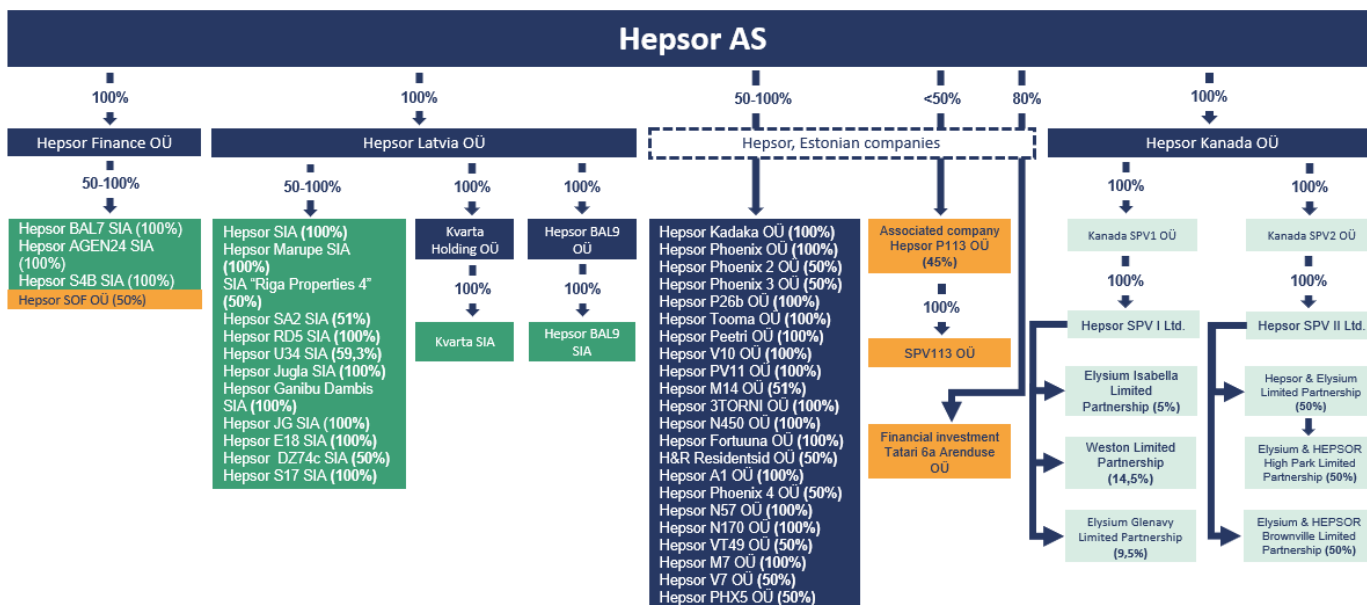 Hepsor AS
100%
100%
50-100%
<50%
80%
100%
Hepsor Finance OÜ
Hepsor Latvia OÜ
Hepsor, Estonian companies
Hepsor Kanada OÜ
50-100%
50-100%
100%
100%
100%
100%
Hepsor BAL7 SIA (100%)
Hepsor AGEN24 SIA
(100%)
Hepsor S4B SIA (100%)
Hepsor SOF OÜ (50%)
Hepsor SIA (100%)
Hepsor Marupe SIA
(100%)
SIA “Riga Properties 4”
(50%)
Hepsor SA2 SIA (51%)
Hepsor RD5 SIA (100%)
Hepsor U34 SIA (59,3%)
Hepsor Jugla SIA (100%)
Hepsor Ganibu Dambis
SIA (100%)
Hepsor JG SIA (100%)
Hepsor E18 SIA (100%)
Hepsor DZ74c SIA (50%)
Hepsor S17 SIA (100%)
Kvarta
Holding OÜ
100%
Kvarta SIA
Hepsor BAL9
OÜ
100%
Hepsor BAL9
SIA
Hepsor Kadaka OÜ (100%)
Hepsor Phoenix OÜ (100%)
Hepsor Phoenix 2 OÜ (50%)
Hepsor Phoenix 3 OÜ (50%)
Hepsor P26b OÜ (100%)
Hepsor Tooma OÜ (100%)
Hepsor Peetri OÜ (100%)
Hepsor V10 OÜ (100%)
Hepsor PV11 OÜ (100%)
Hepsor M14 OÜ (51%)
Hepsor 3TORNI OÜ (100%)
Hepsor N450 OÜ (100%)
Hepsor Fortuuna OÜ (100%)
H&R Residentsid OÜ (50%)
Hepsor A1 OÜ (100%)
Hepsor Phoenix 4 OÜ (50%)
Hepsor N57 OÜ (100%)
Hepsor N170 OÜ (100%)
Hepsor VT49 OÜ (50%)
Hepsor M7 OÜ (100%)
Hepsor V7 OÜ (50%)
Hepsor PHX5 OÜ (50%)
Associated company
Hepsor P113 OÜ
(45%)
100%
SPV113 OÜ
Financial investment
Tatari 6a Arenduse
OÜ
Kanada SPV1 OÜ
100%
Hepsor SPV I Ltd.
Elysium Isabella
Limited
Partnership (5%)
Weston Limited
Partnership
(14,5%)
Elysium Glenavy
Limited Partnership
(9,5%)
Kanada SPV2 OÜ
100%
Hepsor SPV II Ltd.
Hepsor & Elysium
Limited Partnership
(50%)
Elysium & HEPSOR
High Park Limited
Partnership (50%)
Elysium & HEPSOR
Brownville Limited
Partnership (50%)